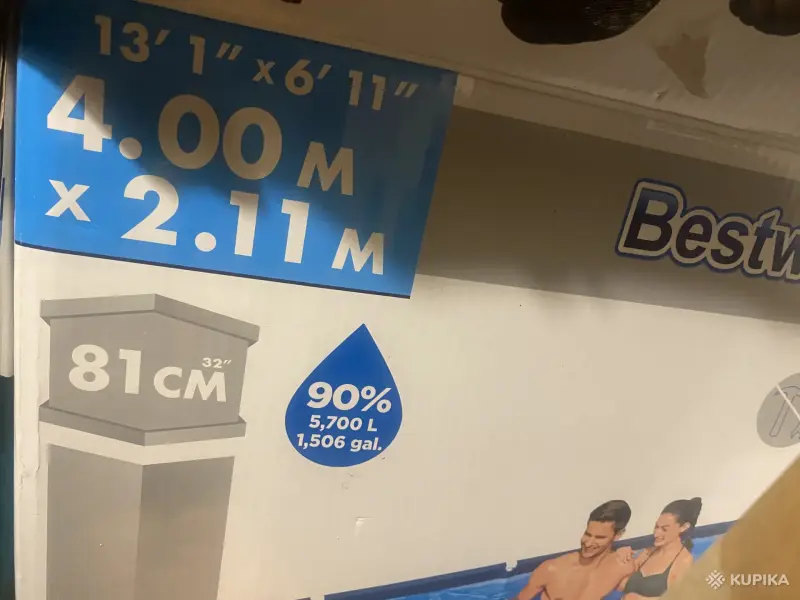 13' 1" x 6' 11"
4.00 M
x 2.11 M
Bestw
32"
81 CM
90%
5,700 L
1,506 gal.
KUPIKA